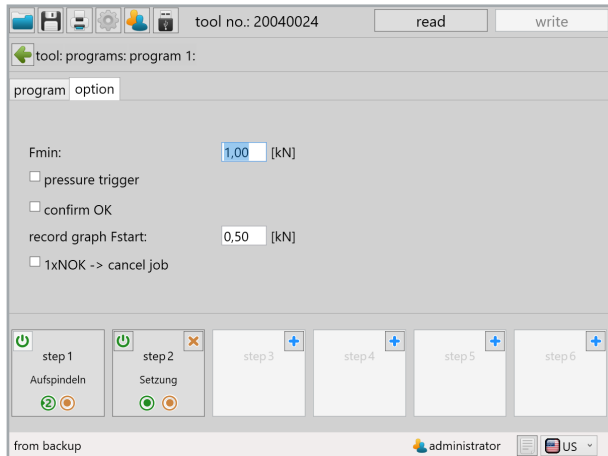 tool no.: 20040024 read write
tool: programs: program 1:
program option
Fmin: 1,00 [kN]
pressure trigger
confirm OK
record graph Fstart: 0,50 [kN]
1xNOK -> cancel job
step 1 step 2 step 3 step 4 step 5 step 6
Aufspindeln Setzung
2
from backup administrator US